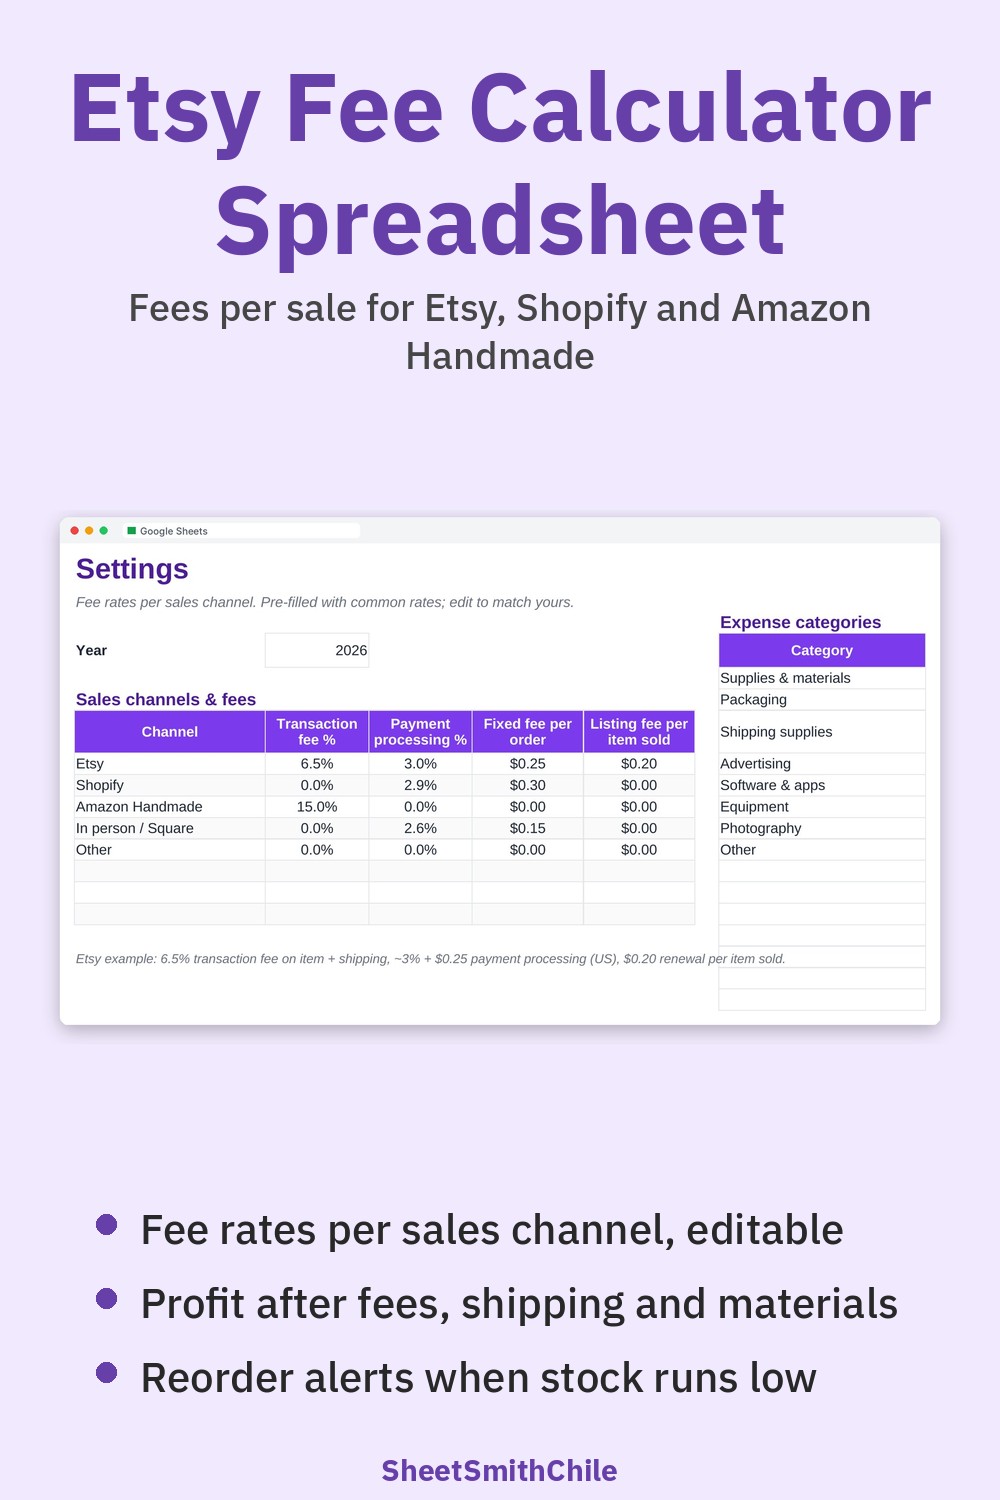 Etsy Fee Calculator
Spreadsheet
Fees per sale for Etsy, Shopify and Amazon
Handmade
Google Sheets
Settings
Fee rates per sales channel. Pre-filled with common rates; edit to match yours.
Year 2026
Sales channels & fees
Channel Transaction fee % Payment processing % Fixed fee per order Listing fee per item sold
Etsy 6.5% 3.0% $0.25 $0.20
Shopify 0.0% 2.9% $0.30 $0.00
Amazon Handmade 15.0% 0.0% $0.00 $0.00
In person / Square 0.0% 2.6% $0.15 $0.00
Other 0.0% 0.0% $0.00 $0.00
Etsy example: 6.5% transaction fee on item + shipping, ~3% + $0.25 payment processing (US), $0.20 renewal per item sold.
Expense categories
Category
Supplies & materials
Packaging
Shipping supplies
Advertising
Software & apps
Equipment
Photography
Other
Fee rates per sales channel, editable
Profit after fees, shipping and materials
Reorder alerts when stock runs low
SheetSmithChile